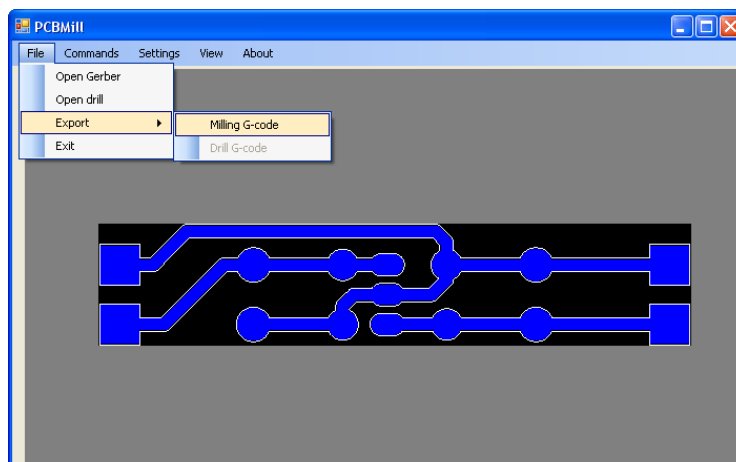 PCBMill
File Commands Settings View About
Open Gerber
Open drill
Export Milling G-code
Exit Drill G-code